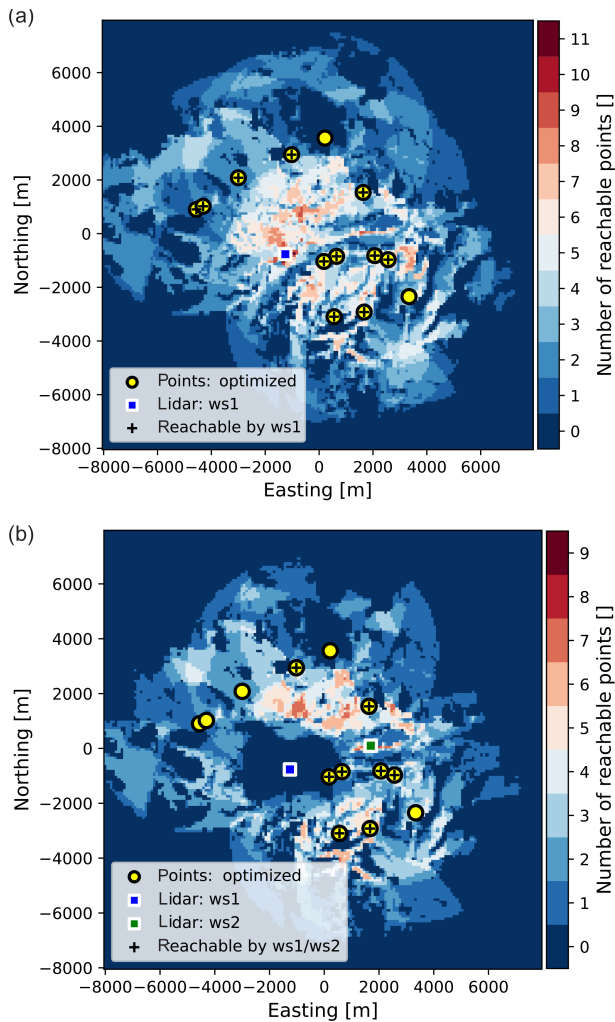 (a)
6000
4000
2000
0
−2000
−4000
−6000
−8000
Northing [m]
Points: optimized
Lidar: ws1
Reachable by ws1
−8000 −6000 −4000 −2000 0 2000 4000 6000
Easting [m]
11
10
9
8
7
6
5
4
3
2
1
0
Number of reachable points []
(b)
6000
4000
2000
0
−2000
−4000
−6000
−8000
Northing [m]
Points: optimized
Lidar: ws1
Lidar: ws2
Reachable by ws1/ws2
−8000 −6000 −4000 −2000 0 2000 4000 6000
Easting [m]
9
8
7
6
5
4
3
2
1
0
Number of reachable points []